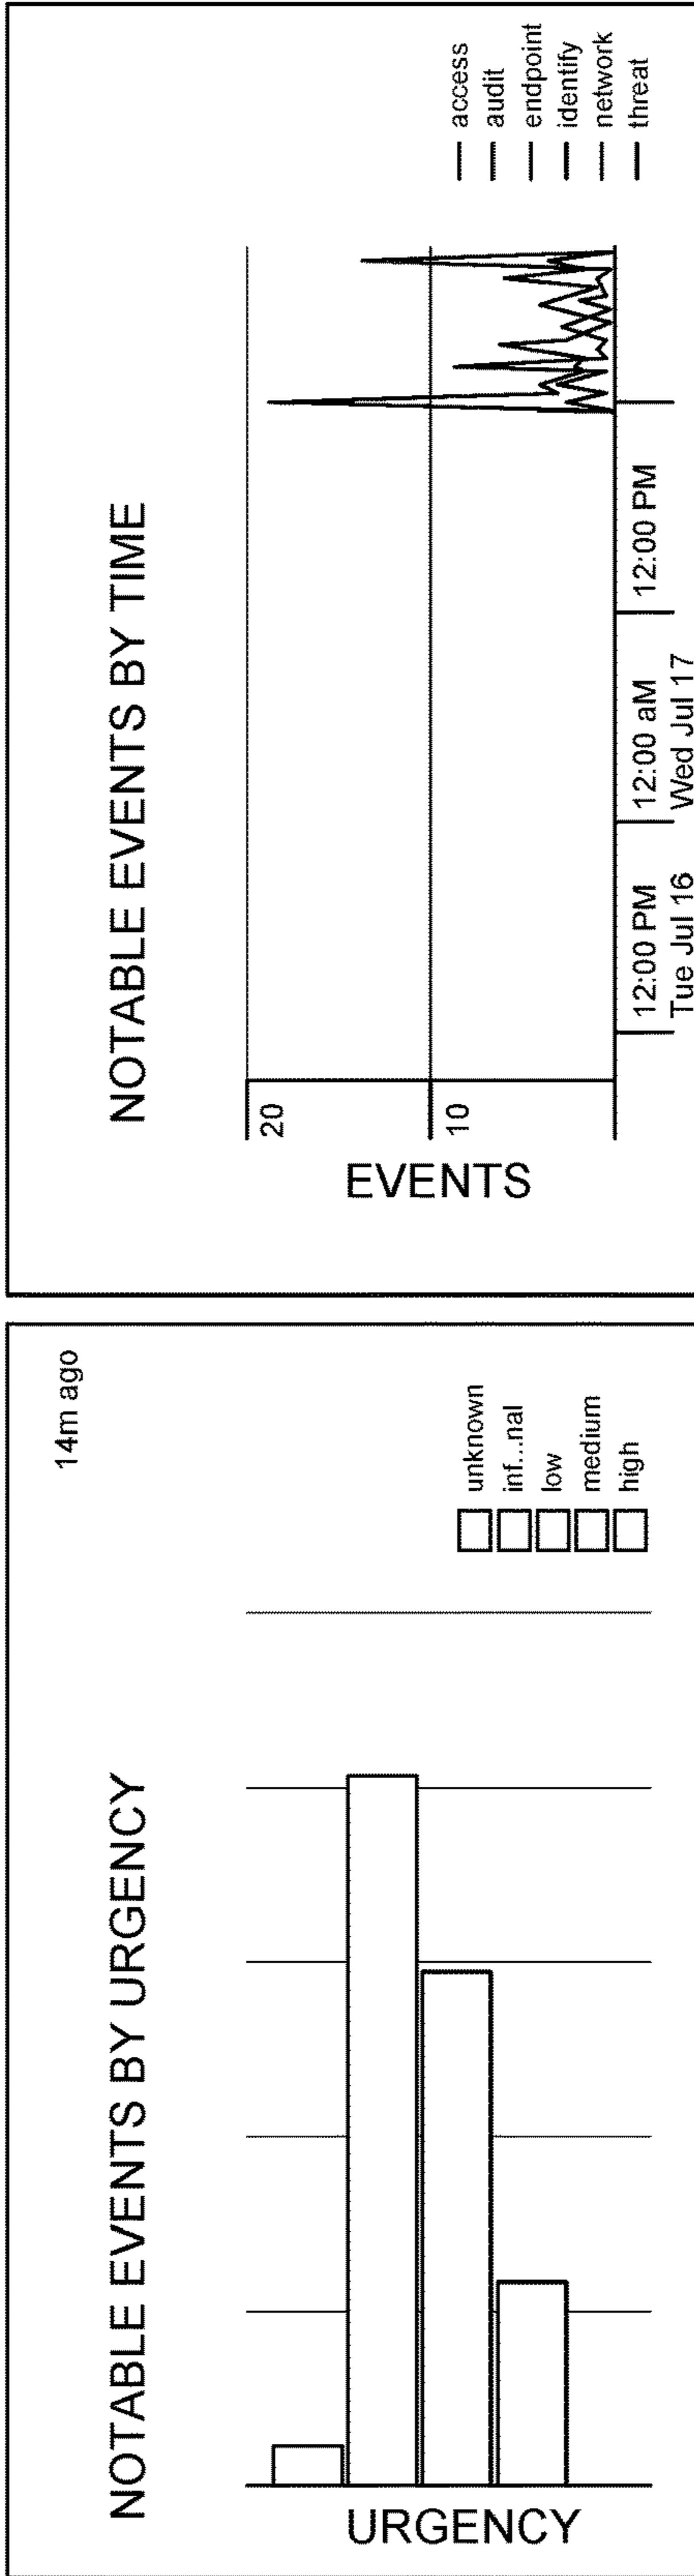 NOTABLE EVENTS BY URGENCY
14m ago
URGENCY
unknown
inf...nal
low
medium
high
NOTABLE EVENTS BY TIME
EVENTS
20
10
12:00 PM
Tue Jul 16
12:00 aM
Wed Jul 17
12:00 PM
access
audit
endpoint
identify
network
threat